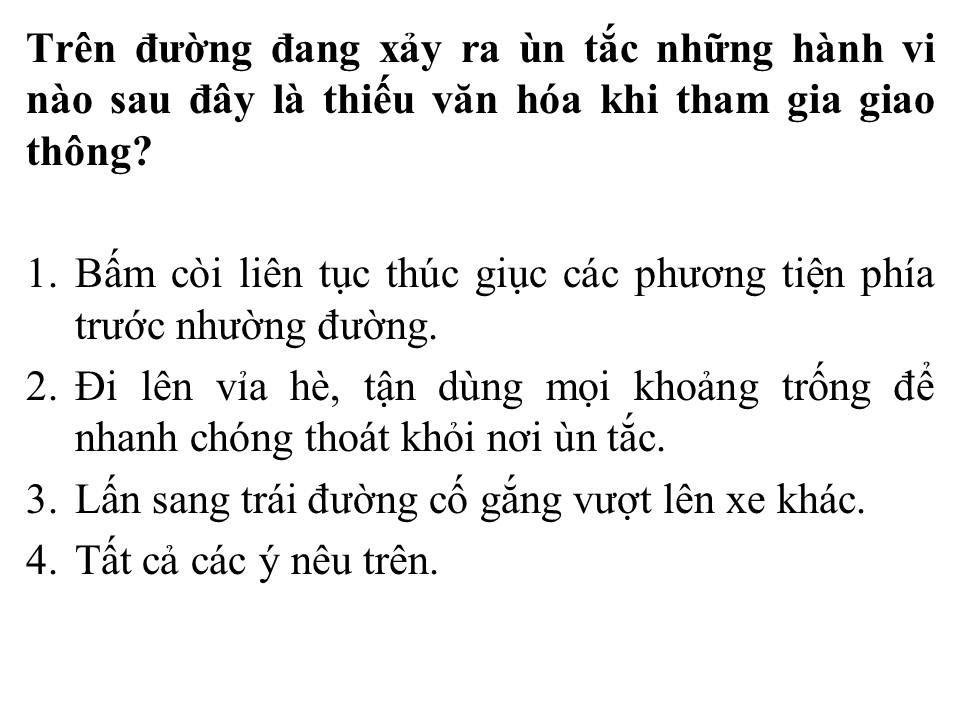 Trên đường đang xảy ra ùn tắc những hành vi
nào sau đây là thiếu văn hóa khi tham gia giao
thông?
1. Bấm còi liên tục thúc giục các phương tiện phía
trước nhường đường.
2. Đi lên vỉa hè, tận dùng mọi khoảng trống để
nhanh chóng thoát khỏi nơi ùn tắc.
3. Lấn sang trái đường cố gắng vượt lên xe khác.
4. Tất cả các ý nêu trên.